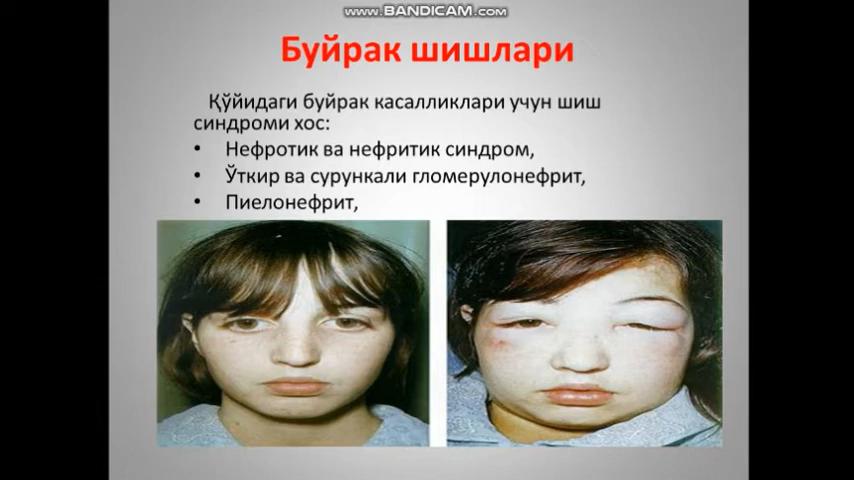 www.BANDICAM.com
Буйрак шишлари
Қўйидаги буйрак касалликлари учун шиш
синдроми хос:
• Нефротик ва нефритик синдром,
• Ўткир ва сурункали гломерулонефрит,
• Пиелонефрит,